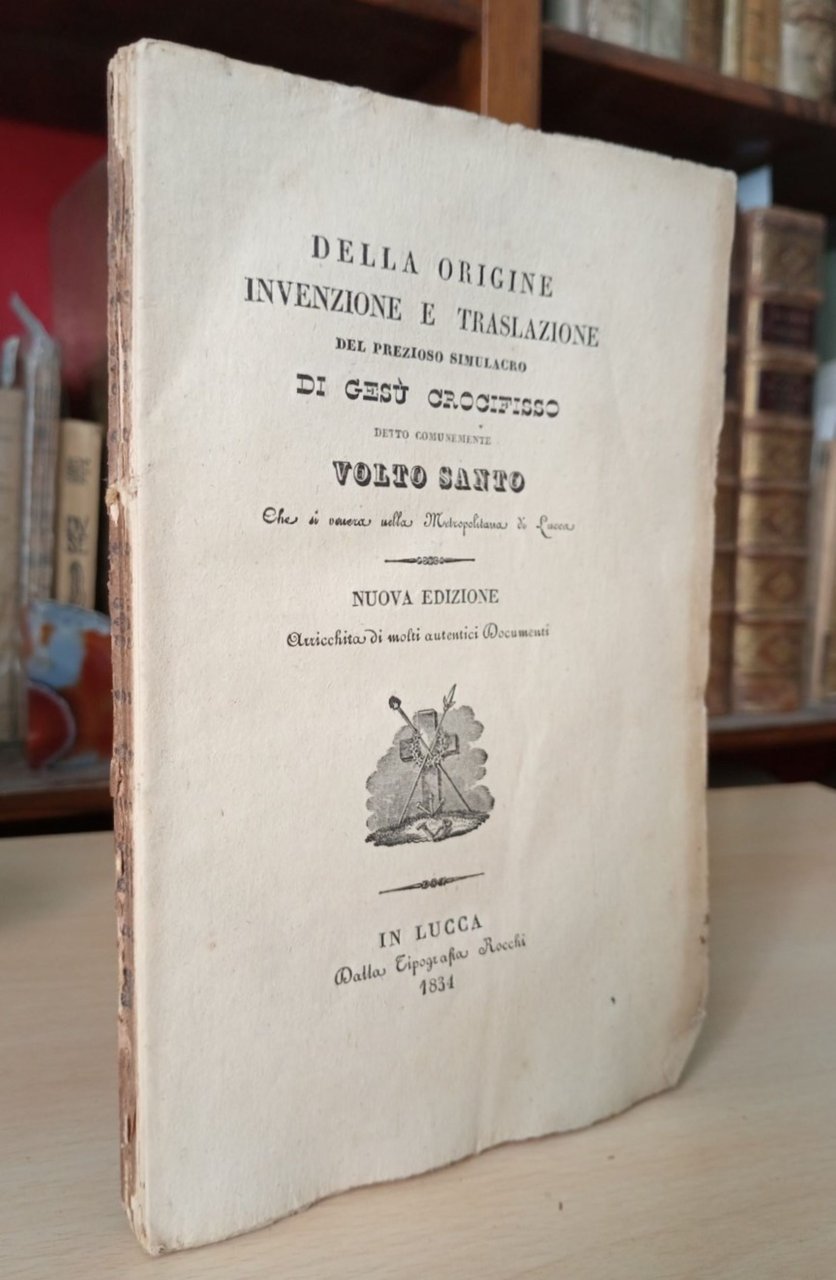 DELLA ORIGINE
INVENZIONE E TRASLAZIONE
DEL PREZIOSO SIMULACRO
DI GESÙ CROCIFISSO
DETTO COMUNEMENTE
VOLTO SANTO
Che si venera nella Metropolitana di Lucca
NUOVA EDIZIONE
Arricchita di molti autentici Documenti
IN LUCCA
Dalla Tipografia Rocchi
1834